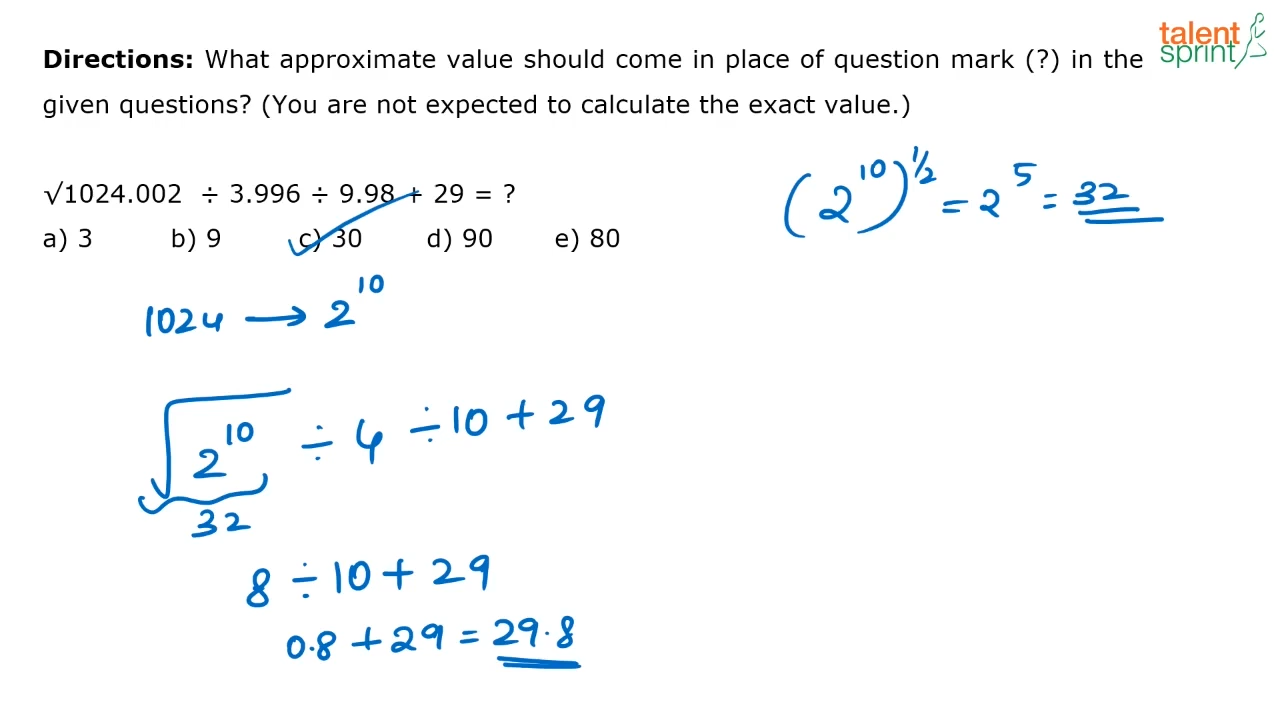 talent
sprint
Directions: What approximate value should come in place of question mark (?) in the
given questions? (You are not expected to calculate the exact value.)
√1024.002 ÷ 3.996 ÷ 9.98 + 29 = ?
a) 3 b) 9 c) 30 d) 90 e) 80
(2^10)^1/2 = 2^5 = 32
1024 → 2^10
√2^10 ÷ 4 ÷ 10 + 29
32
8 ÷ 10 + 29
0.8 + 29 = 29.8